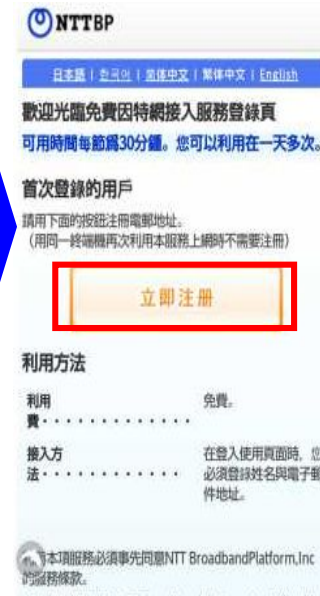 NTTBP
日本語 | 한국어 | 简体中文 | 繁体中文 | English
歡迎光臨免費因特網接入服務登錄頁
可用時間每節爲30分鐘。您可以利用在一天多次。
首次登錄的用戶
請用下面的按鈕注冊電郵地址。
(用同一終端機再次利用本服務上網時不需要注冊)
立即注册
利用方法
利用 免費。
費・・・・・・・・・・・・
接入方 在登入使用頁面時，您
法・・・・・・・・・・・・ 必須登錄姓名與電子郵
件地址。
本項服務必須事先同意NTT BroadbandPlatform,Inc
的服務條款。